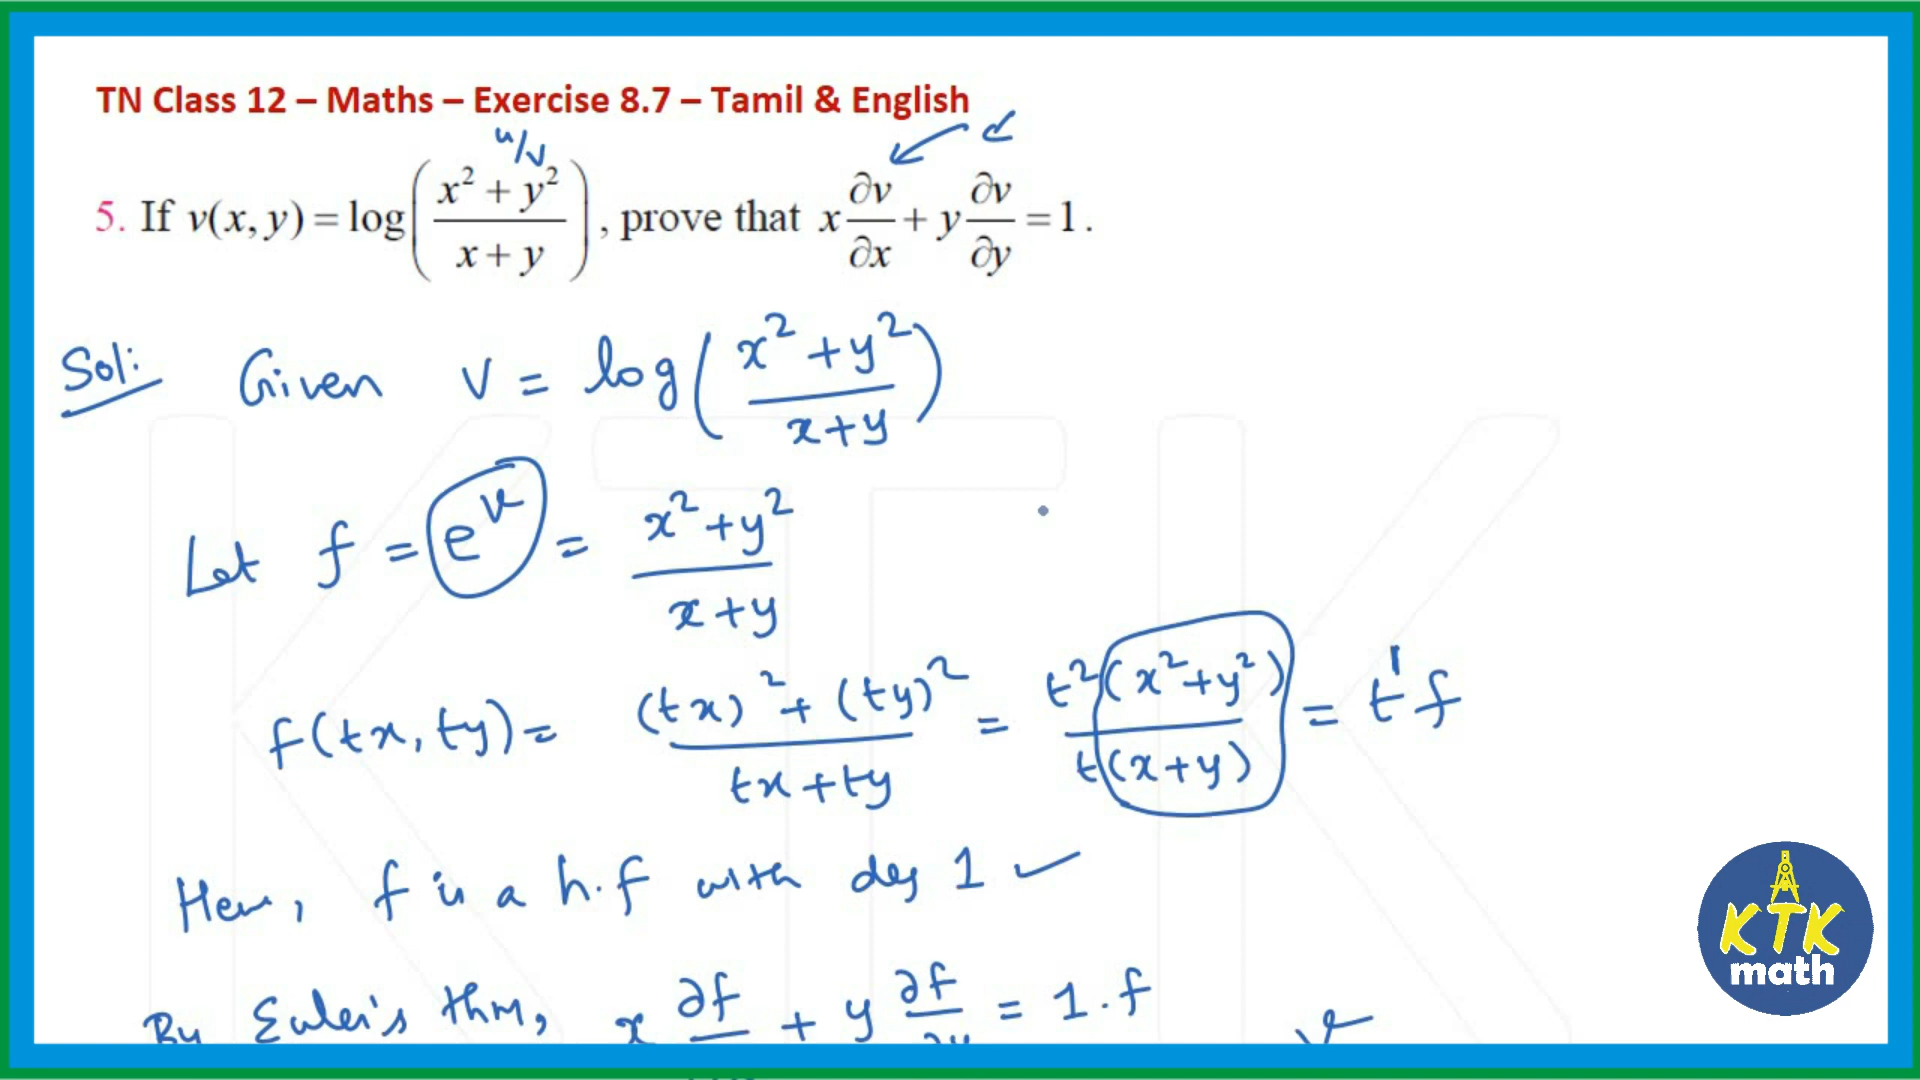 TN Class 12 – Maths – Exercise 8.7 – Tamil & English
u/v
5. If v(x, y) = log((x² + y²)/(x + y)), prove that x ∂v/∂x + y ∂v/∂y = 1.
Sol: Given v = log((x² + y²)/(x+y))
Let f = e^v = (x² + y²)/(x + y)
f(tx, ty) = ((tx)² + (ty)²)/(tx + ty) = t²(x² + y²)/t(x+y) = t¹f
Here, f is a h.f with deg 1 ✓
By Euler's thm, x ∂f + y ∂f = 1.f
KTK
math